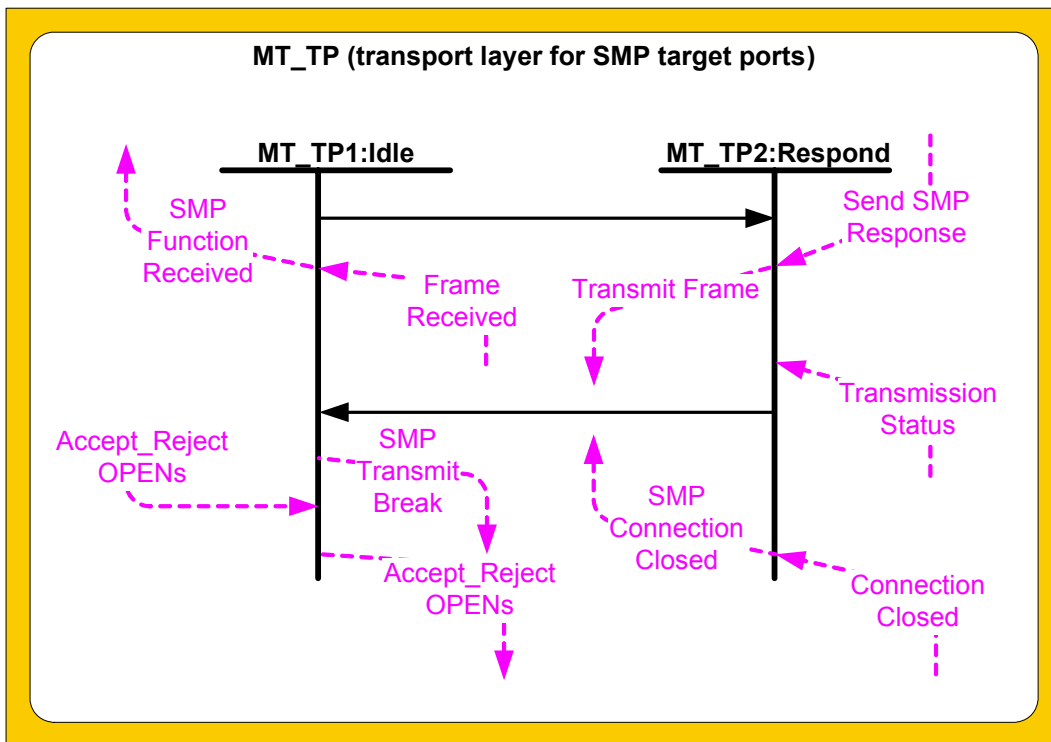 MT_TP (transport layer for SMP target ports)
MT_TP1:Idle
MT_TP2:Respond
SMP
Function
Received
Frame
Received
Send SMP
Response
Transmit Frame
Transmission
Status
Accept_Reject
OPENs
SMP
Transmit
Break
SMP
Connection
Closed
Accept_Reject
OPENs
Connection
Closed